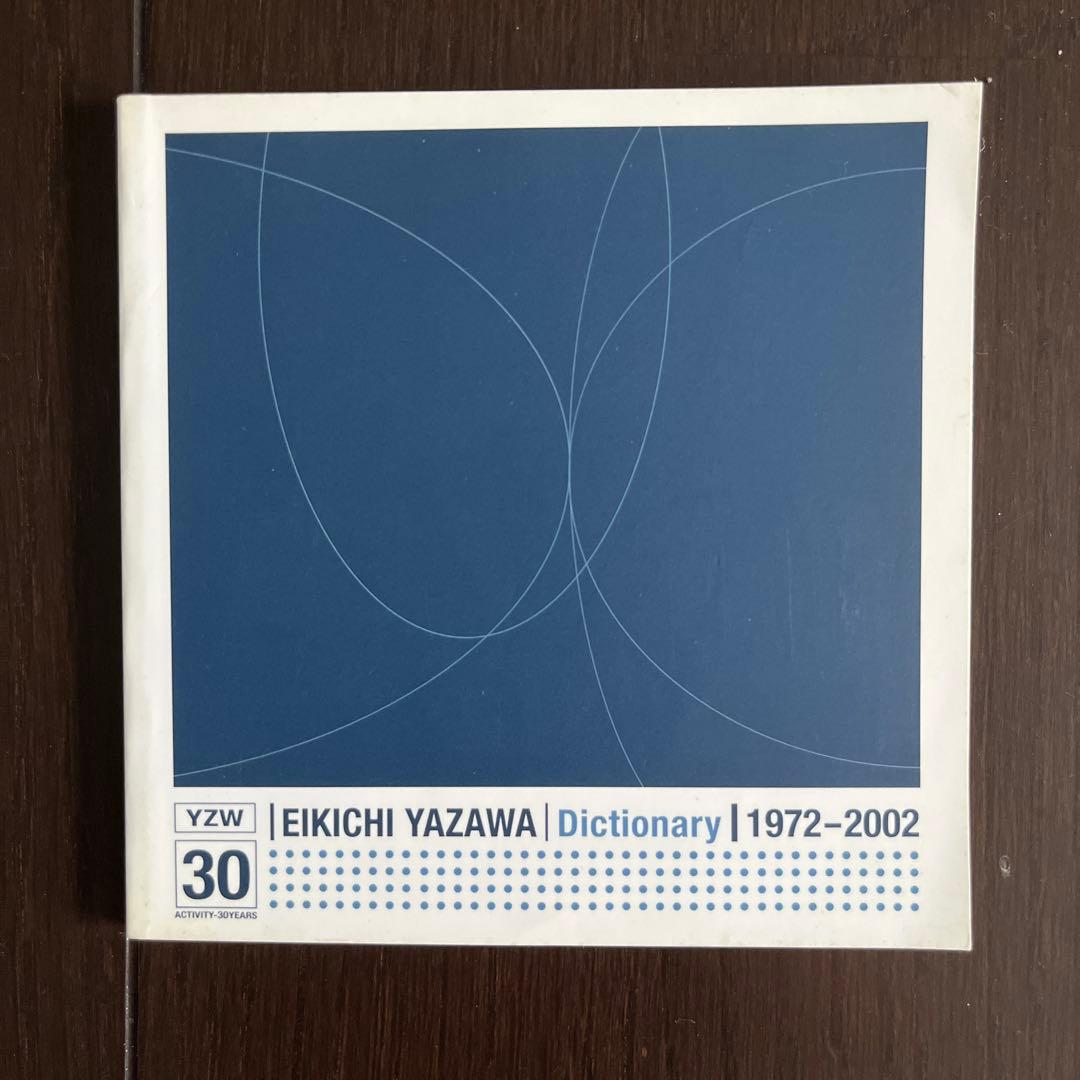 YZW
EIKICHI YAZAWA Dictionary 1972-2002
30
ACTIVITY-30YEARS